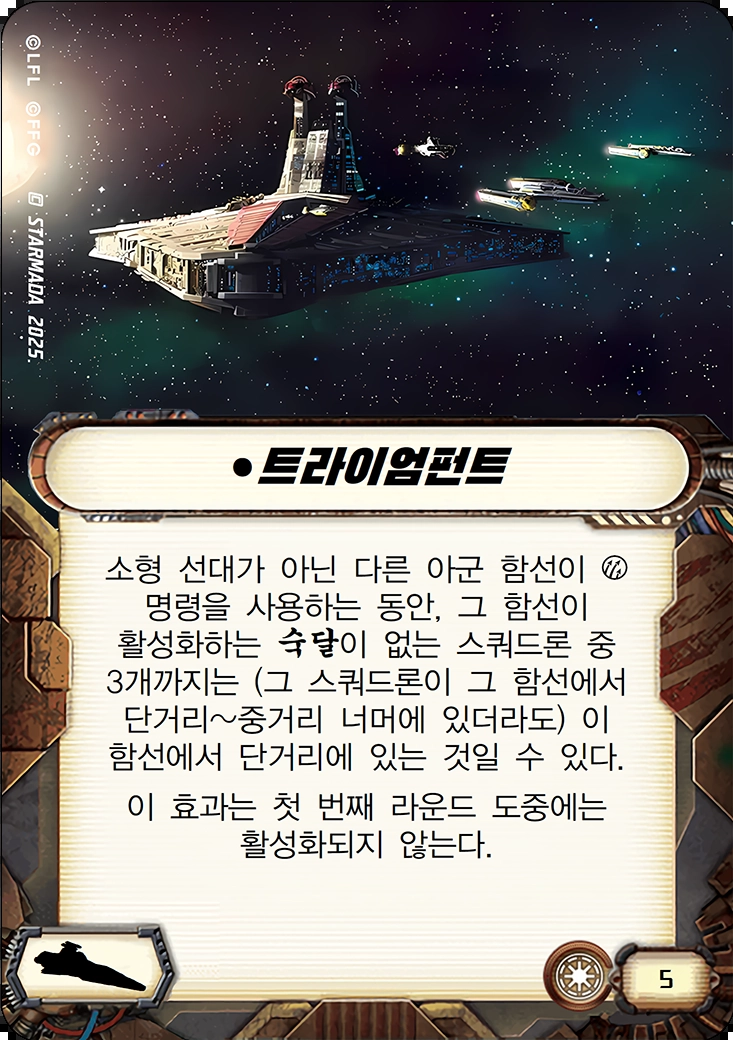 ©LFL ©FFG © STARMADA 2025.
•트라이엄펀트
소형 선대가 아닌 다른 아군 함선이
명령을 사용하는 동안, 그 함선이
활성화하는 숙달이 없는 스쿼드론 중
3개까지는 (그 스쿼드론이 그 함선에서
단거리~중거리 너머에 있더라도) 이
함선에서 단거리에 있는 것일 수 있다.
이 효과는 첫 번째 라운드 도중에는
활성화되지 않는다.
5